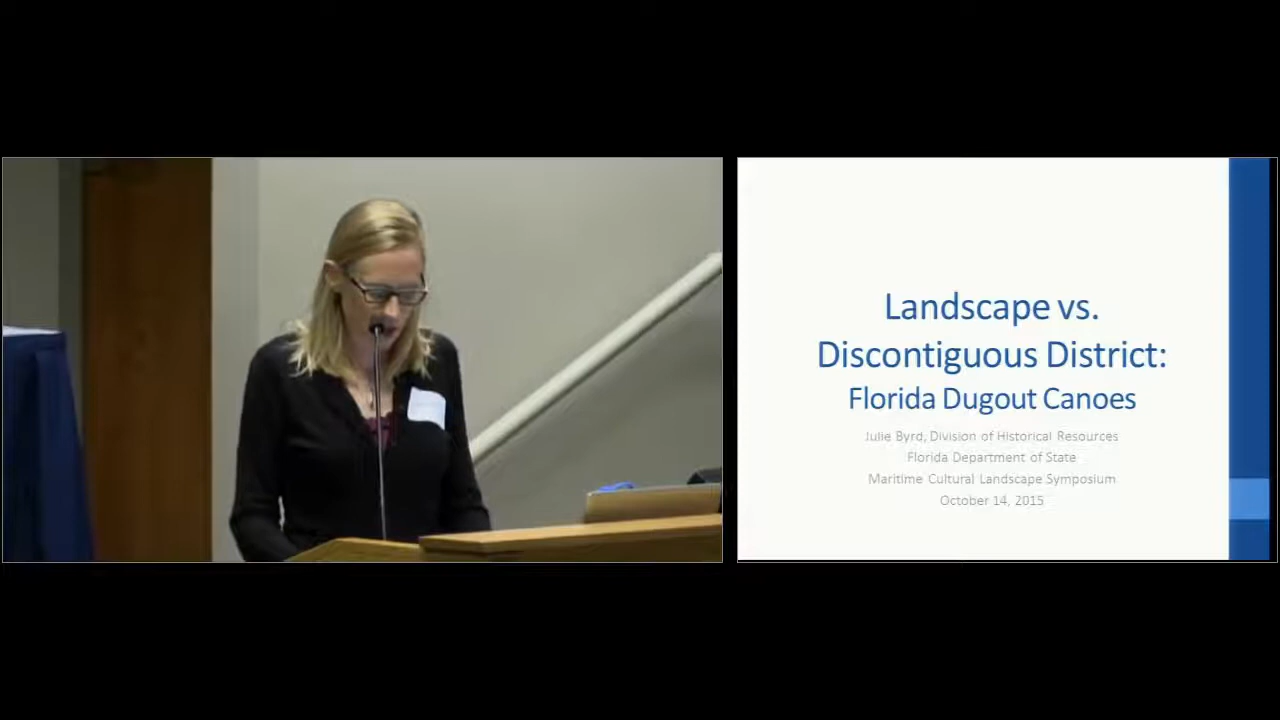 Landscape vs.
Discontiguous District:
Florida Dugout Canoes
Julie Byrd, Division of Historical Resources
Florida Department of State
Maritime Cultural Landscape Symposium
October 14, 2015